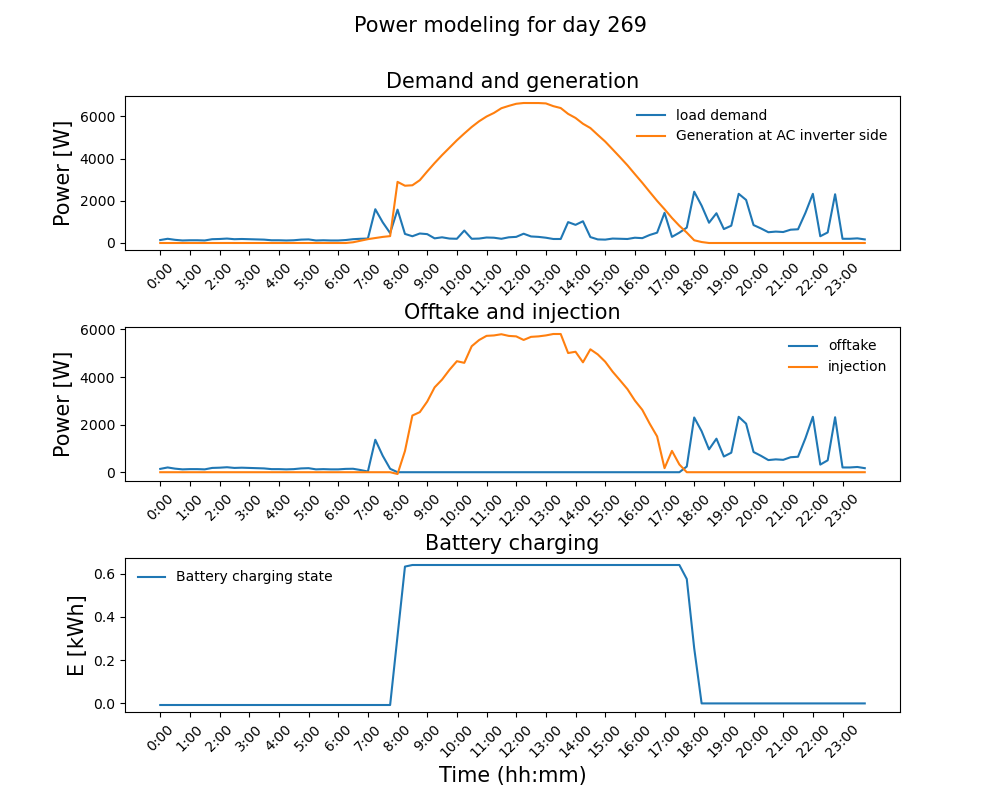 Power modeling for day 269
Demand and generation
Power [W]
6000
4000
2000
0
load demand
Generation at AC inverter side
0:00 1:00 2:00 3:00 4:00 5:00 6:00 7:00 8:00 9:00 10:00 11:00 12:00 13:00 14:00 15:00 16:00 17:00 18:00 19:00 20:00 21:00 22:00 23:00
Offtake and injection
Power [W]
6000
4000
2000
0
offtake
injection
0:00 1:00 2:00 3:00 4:00 5:00 6:00 7:00 8:00 9:00 10:00 11:00 12:00 13:00 14:00 15:00 16:00 17:00 18:00 19:00 20:00 21:00 22:00 23:00
Battery charging
E [kWh]
0.6
0.4
0.2
0.0
Battery charging state
0:00 1:00 2:00 3:00 4:00 5:00 6:00 7:00 8:00 9:00 10:00 11:00 12:00 13:00 14:00 15:00 16:00 17:00 18:00 19:00 20:00 21:00 22:00 23:00
Time (hh:mm)